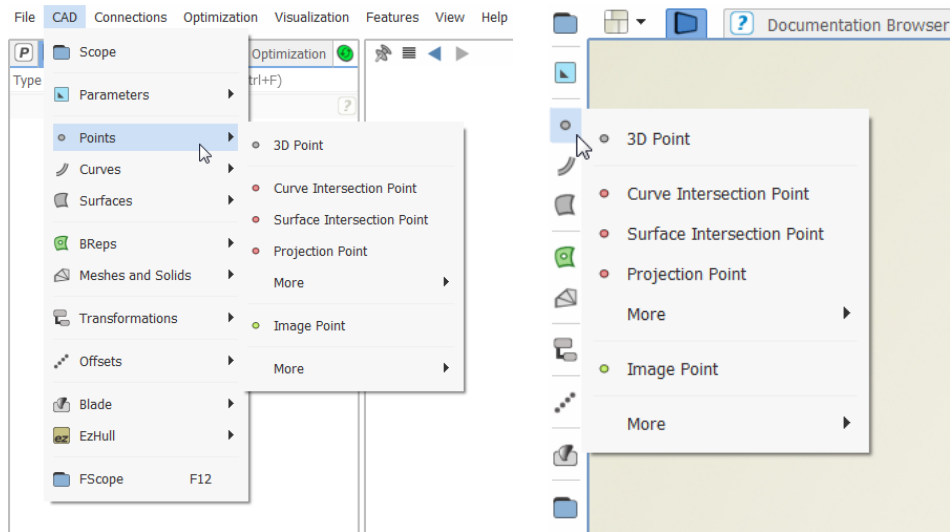 File CAD Connections Optimization Visualization Features View Help
P Optimization
Type trl+F)
?
Scope
Parameters
Points
Curves
Surfaces
BReps
Meshes and Solids
Transformations
Offsets
Blade
ez EzHull
FScope F12
3D Point
Curve Intersection Point
Surface Intersection Point
Projection Point
More
Image Point
More
? Documentation Browser
3D Point
Curve Intersection Point
Surface Intersection Point
Projection Point
More
Image Point
More